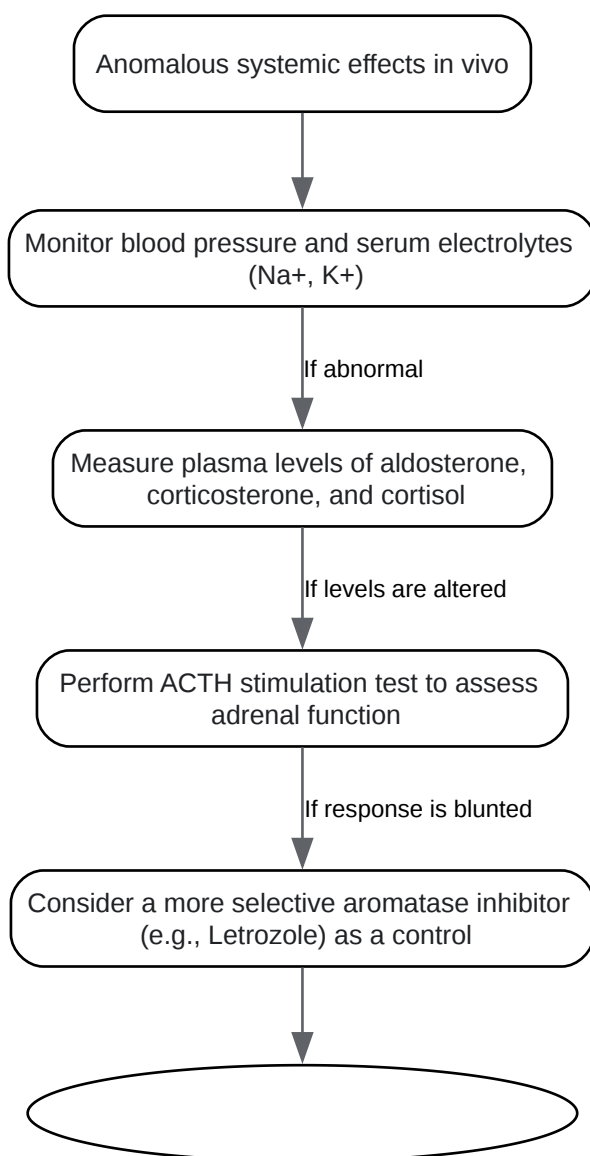 Anomalous systemic effects in vivo
Monitor blood pressure and serum electrolytes
(Na+, K+)
If abnormal
Measure plasma levels of aldosterone,
corticosterone, and cortisol
If levels are altered
Perform ACTH stimulation test to assess
adrenal function
If response is blunted
Consider a more selective aromatase inhibitor
(e.g., Letrozole) as a control